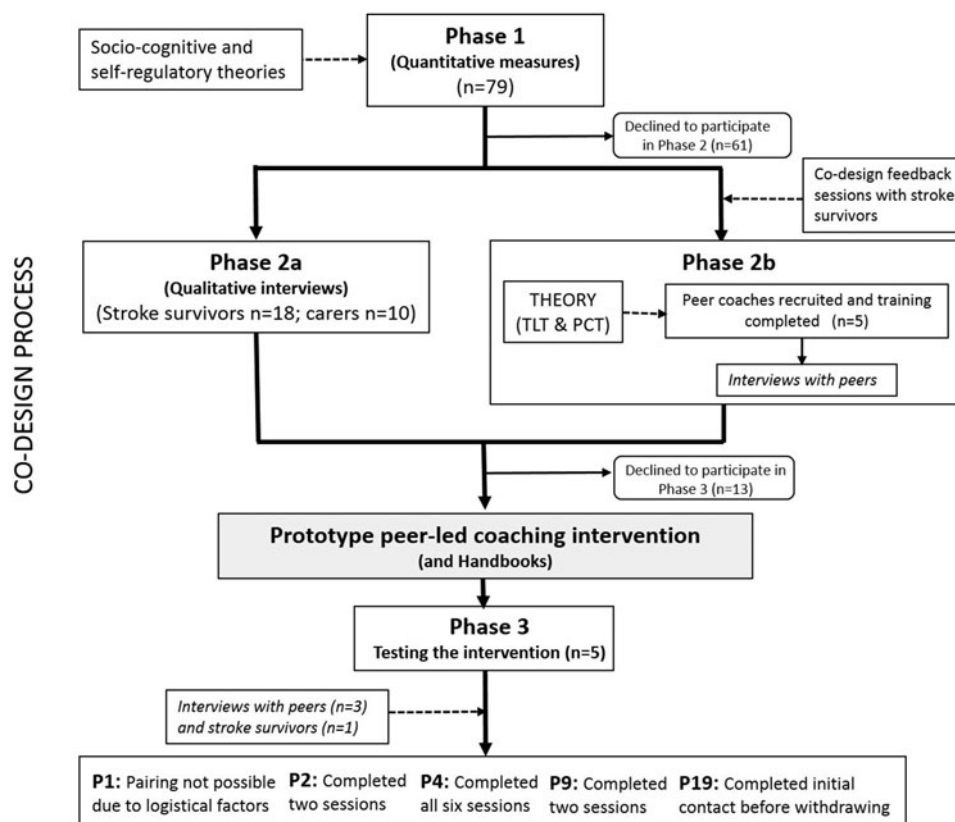 Phase 1
(Quantitative measures)
(n=79)
Socio-cognitive and
self-regulatory theories
Declined to participate
in Phase 2 (n=61)
Co-design feedback
sessions with stroke
survivors
CO-DESIGN PROCESS
Phase 2a
(Qualitative interviews)
(Stroke survivors n=18; carers n=10)
Phase 2b
THEORY
(TLT & PCT)
Peer coaches recruited and training
completed (n=5)
Interviews with peers
Declined to participate in
Phase 3 (n=13)
Prototype peer-led coaching intervention
(and Handbooks)
Phase 3
Testing the intervention (n=5)
Interviews with peers (n=3)
and stroke survivors (n=1)
P1: Pairing not possible
due to logistical factors
P2: Completed
two sessions
P4: Completed
all six sessions
P9: Completed
two sessions
P19: Completed initial
contact before withdrawing